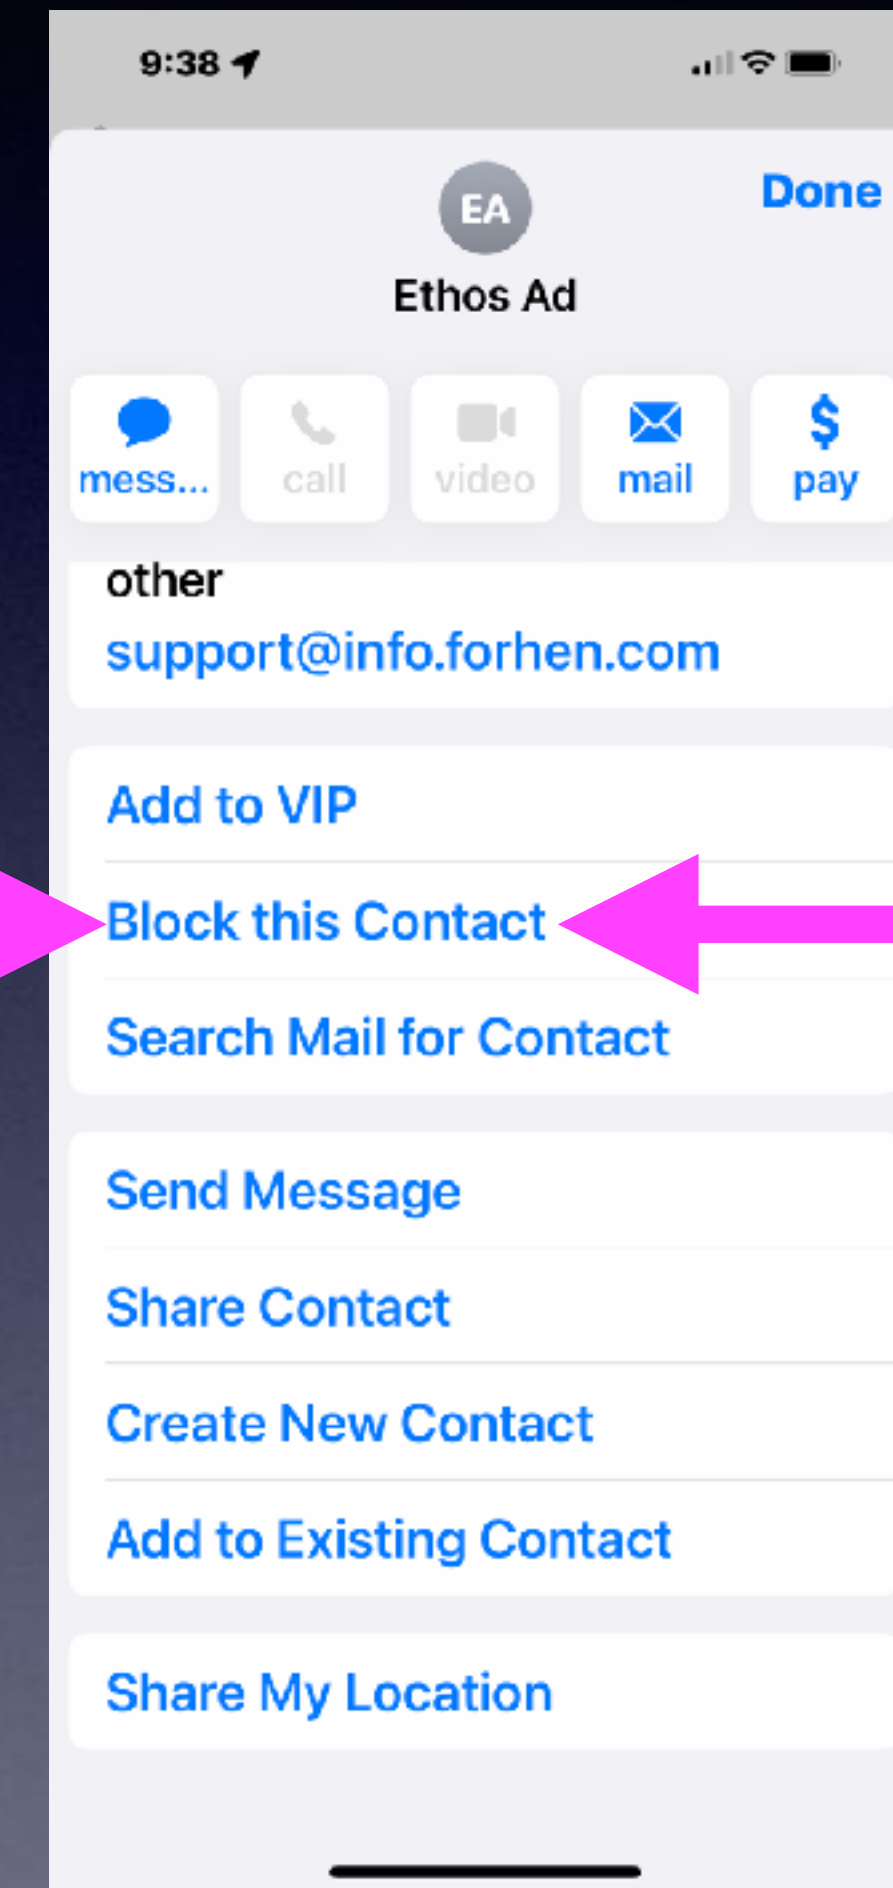 9:38
EA
Done
Ethos Ad
mess...
call
video
mail
$
pay
other
support@info.forhen.com
Add to VIP
Block this Contact
Search Mail for Contact
Send Message
Share Contact
Create New Contact
Add to Existing Contact
Share My Location